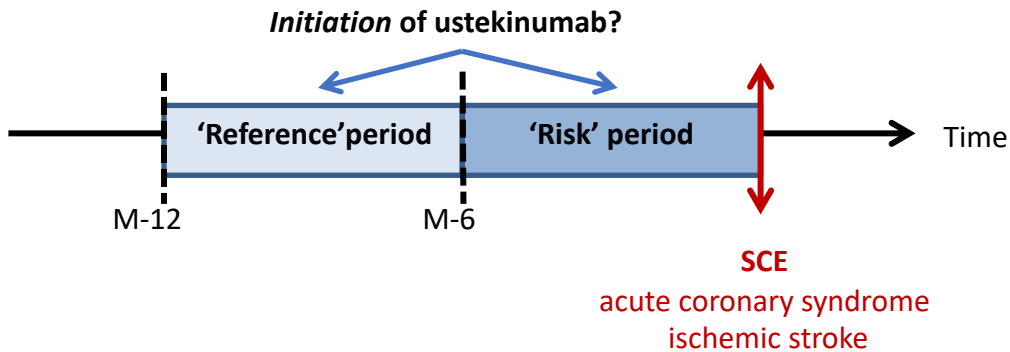 Initiation of ustekinumab?
‘Reference’period
‘Risk’ period
Time
M-12
M-6
SCE
acute coronary syndrome
ischemic stroke